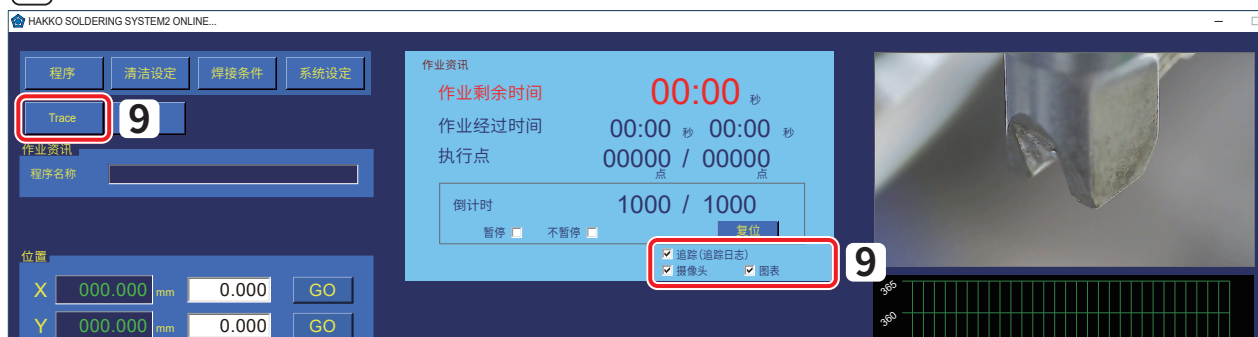 HAKKO SOLDERING SYSTEM2 ONLINE...
程序 清洁设定 焊接条件 系统设定
Trace 9
作业资讯
程序名称
位置
X 000.000 mm 0.000 GO
Y 000.000 mm 0.000 GO
作业资讯
作业剩余时间 00:00 秒
作业经过时间 00:00 秒 00:00 秒
执行点 00000 点 / 00000 点
倒计时 1000 / 1000
暂停 不暂停 复位
追踪(追踪日志)
摄像头 图表
9
365
360